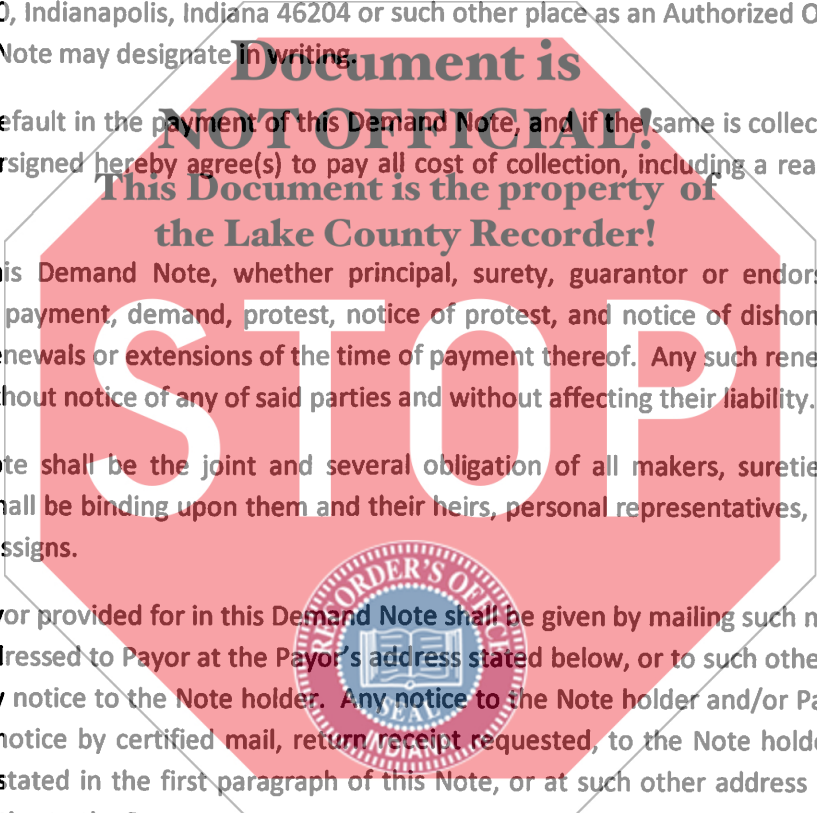 0, Indianapolis, Indiana 46204 or such other place as an Authorized O
Note may designate in writing.
Document is
NOT OFFICIAL!
efault in the payment of this Demand Note, and if the same is collec
rsigned hereby agree(s) to pay all cost of collection, including a rea
This Document is the property of
the Lake County Recorder!
is Demand Note, whether principal, surety, guarantor or endors
payment, demand, protest, notice of protest, and notice of dishon
enewals or extensions of the time of payment thereof. Any such rene
hout notice of any of said parties and without affecting their liability.
STOP
te shall be the joint and several obligation of all makers, suretie
hall be binding upon them and their heirs, personal representatives,
ssigns.
or provided for in this Demand Note shall be given by mailing such n
dressed to Payor at the Payor's address stated below, or to such othe
notice to the Note holder. Any notice to the Note holder and/or Pa
notice by certified mail, return receipt requested, to the Note holde
stated in the first paragraph of this Note, or at such other address
RECORDER'S OFFICE
SEAL
INDIANA